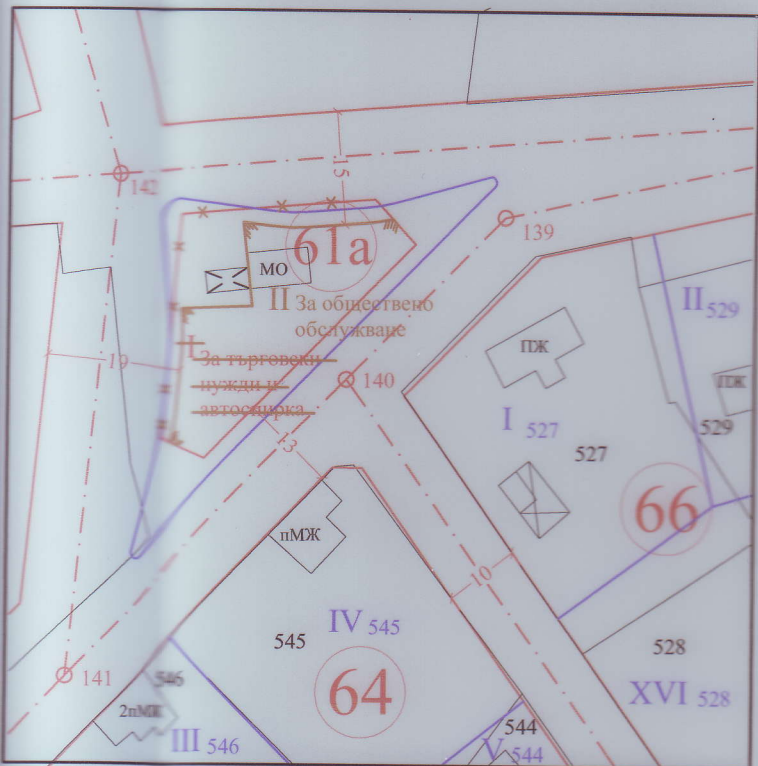 142
15
139
61а
МО
II За обществено
обслужване
II 529
ПЖ
ПЖ
19
I За търговски
нужди и
автоспирка
140
I 527
527
529
13
66
пМЖ
10
IV 545
545
528
141
546
64
XVI 528
2пМЖ
III 546
544
V 544